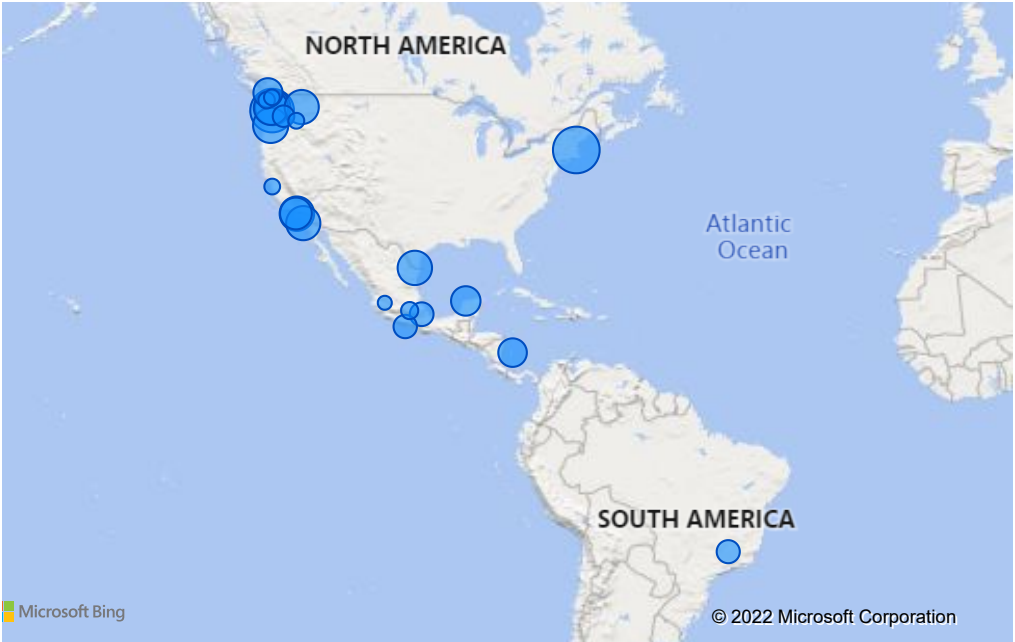 NORTH AMERICA
Atlantic
Ocean
SOUTH AMERICA
Microsoft Bing
© 2022 Microsoft Corporation